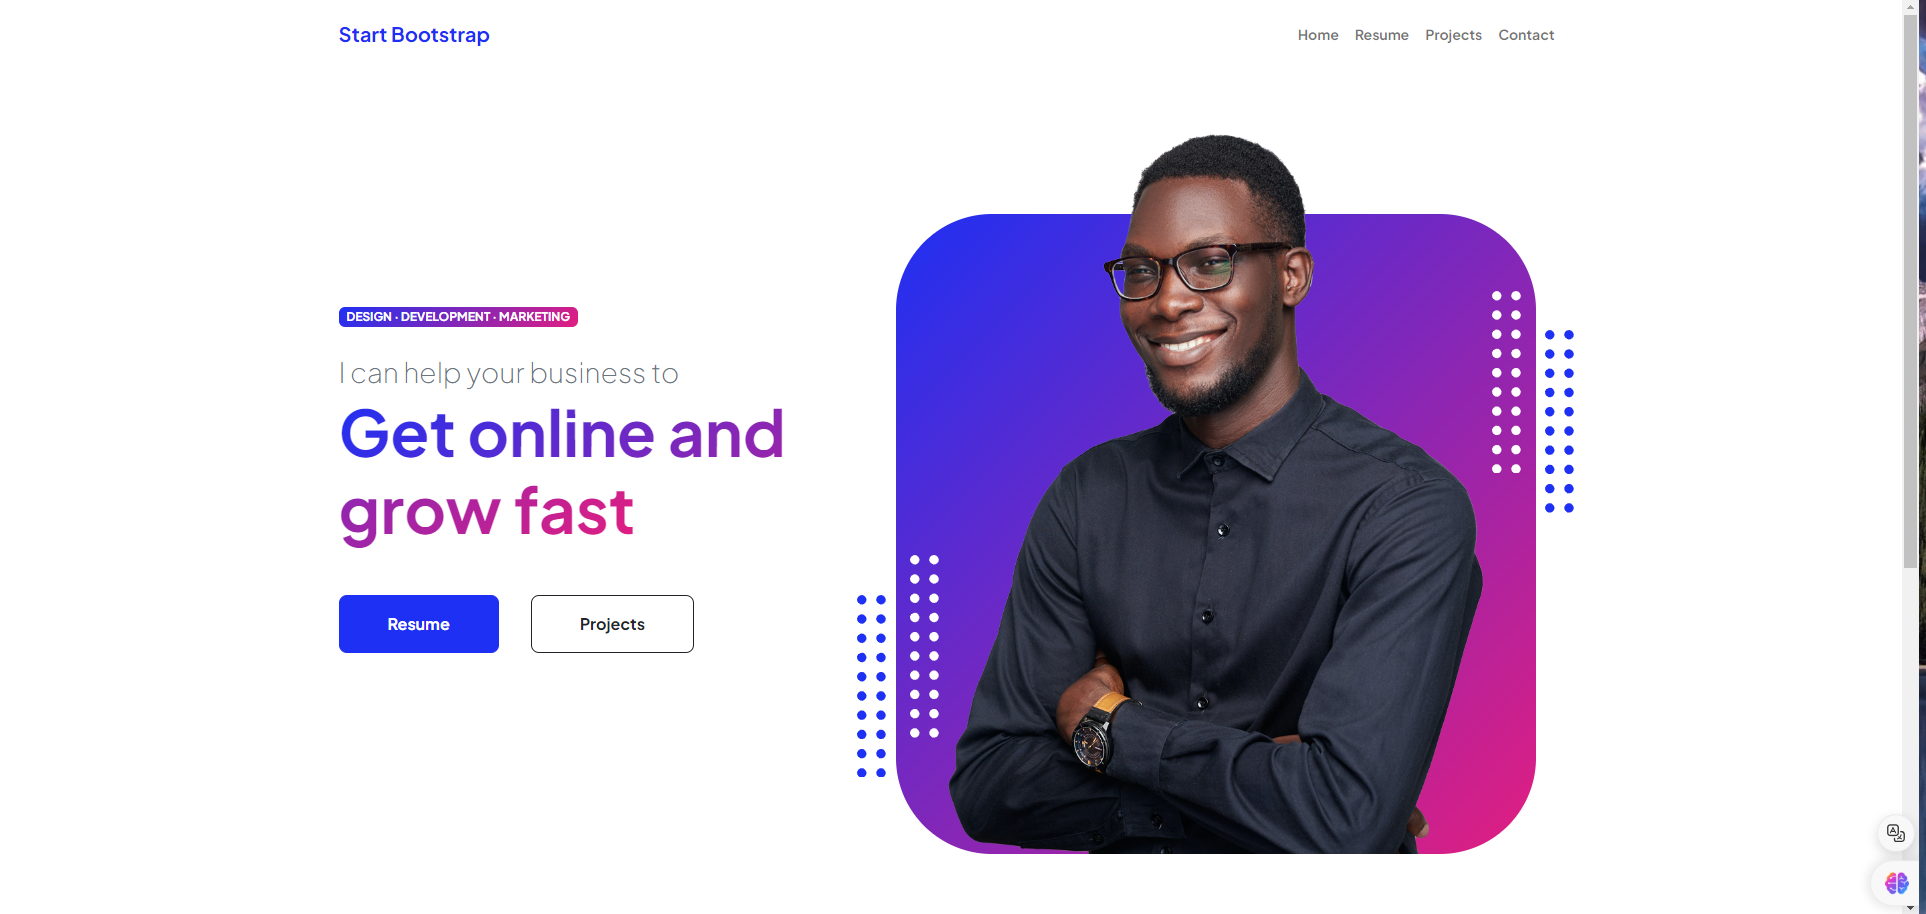 Start Bootstrap
Home Resume Projects Contact
DESIGN · DEVELOPMENT · MARKETING
I can help your business to
Get online and
grow fast
Resume Projects